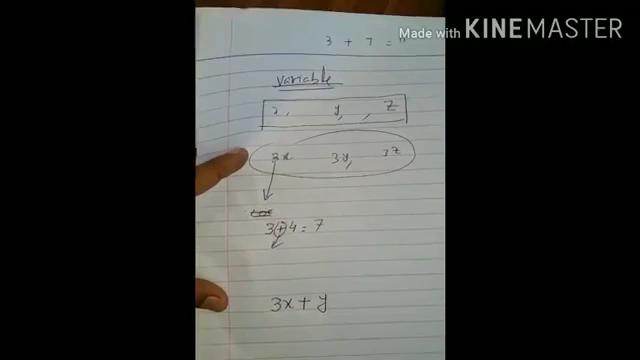 Made with KINEMASTER
3 + 7 =
variable
x, y, , z
3x 3y, 3z
3 + 4 = 7
3x + y